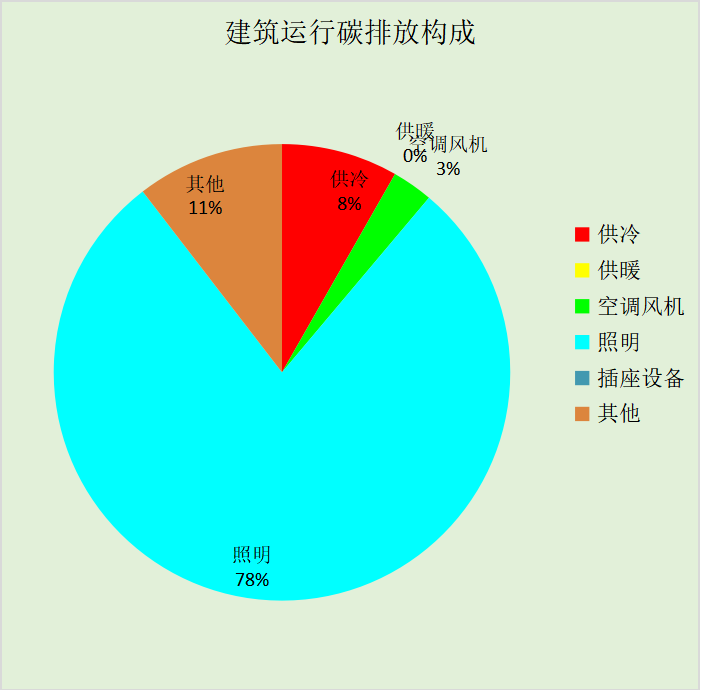 建筑运行碳排放构成
供暖
0%
空调风机
3%
供冷
8%
其他
11%
照明
78%
供冷
供暖
空调风机
照明
插座设备
其他